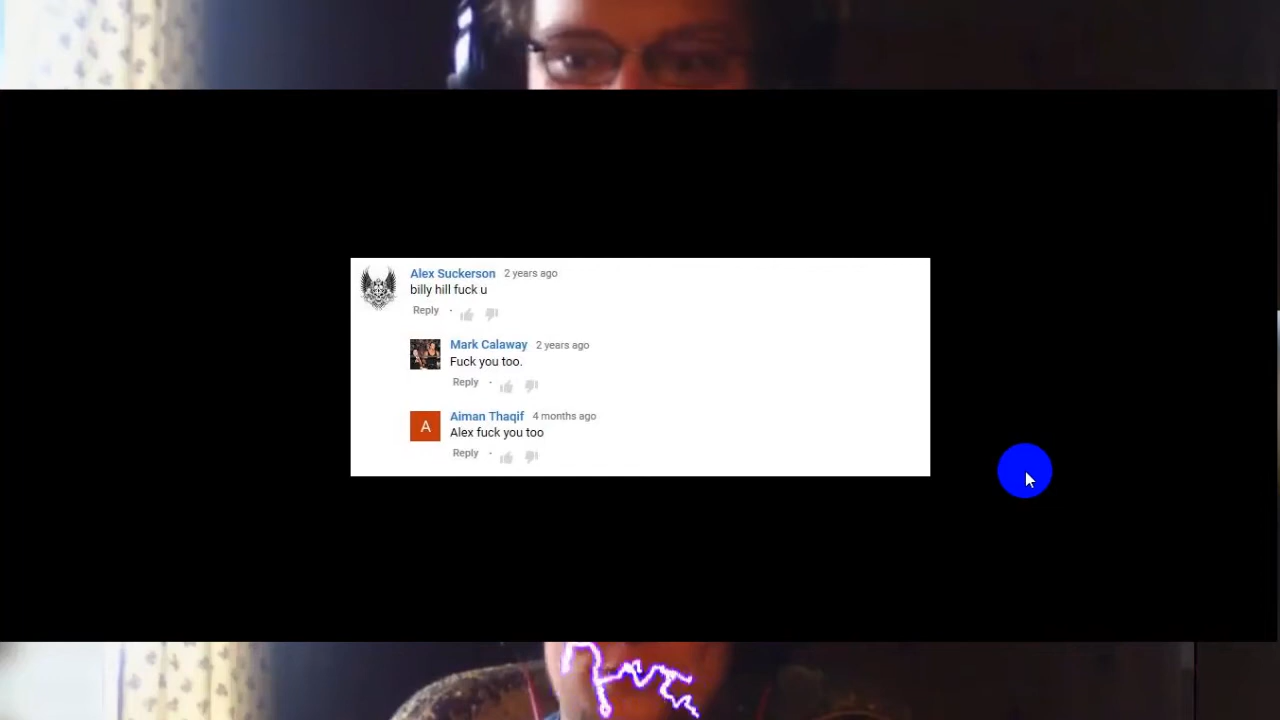 Alex Suckerson 2 years ago
billy hill fuck u
Reply ·
Mark Calaway 2 years ago
Fuck you too.
Reply ·
A
Aiman Thaqif 4 months ago
Alex fuck you too
Reply ·